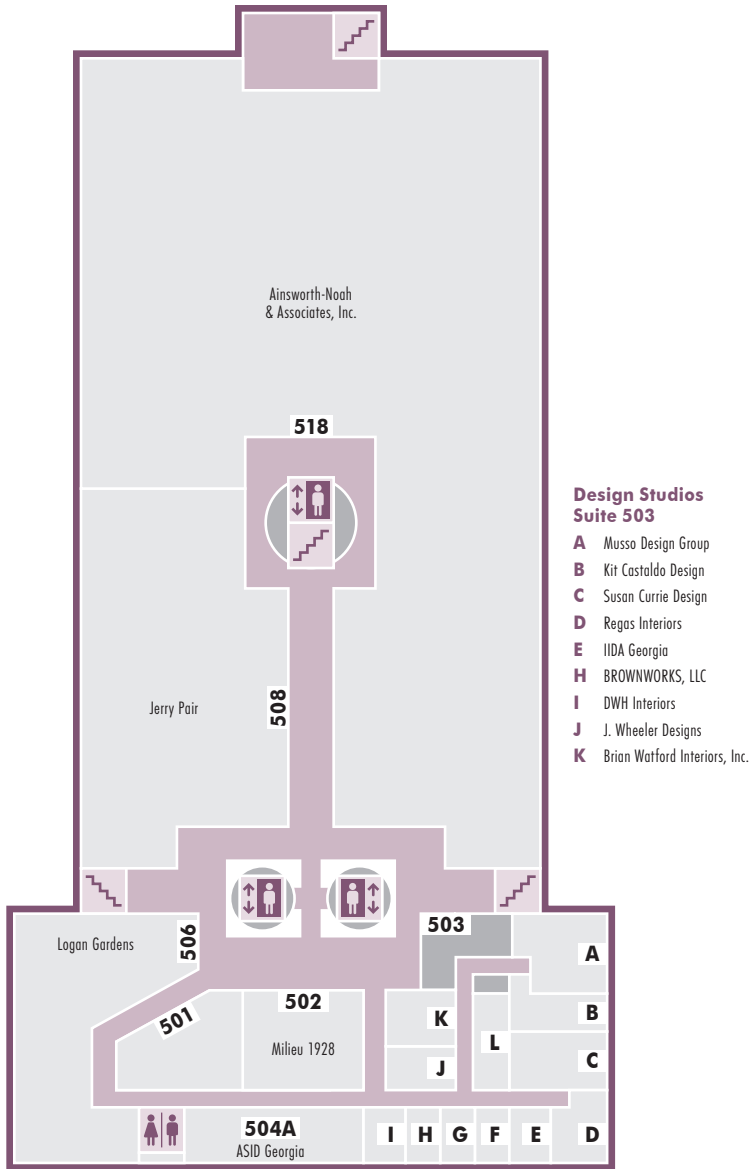 Ainsworth-Noah
& Associates, Inc.
518
Design Studios
Suite 503
A Musso Design Group
B Kit Castaldo Design
C Susan Currie Design
D Regas Interiors
E IIDA Georgia
H BROWNWORKS, LLC
I DWH Interiors
J J. Wheeler Designs
K Brian Watford Interiors, Inc.
Jerry Pair
508
Logan Gardens
506
503
A
501
502
Milieu 1928
K
L
B
J
C
504A
ASID Georgia
I
H
G
F
E
D